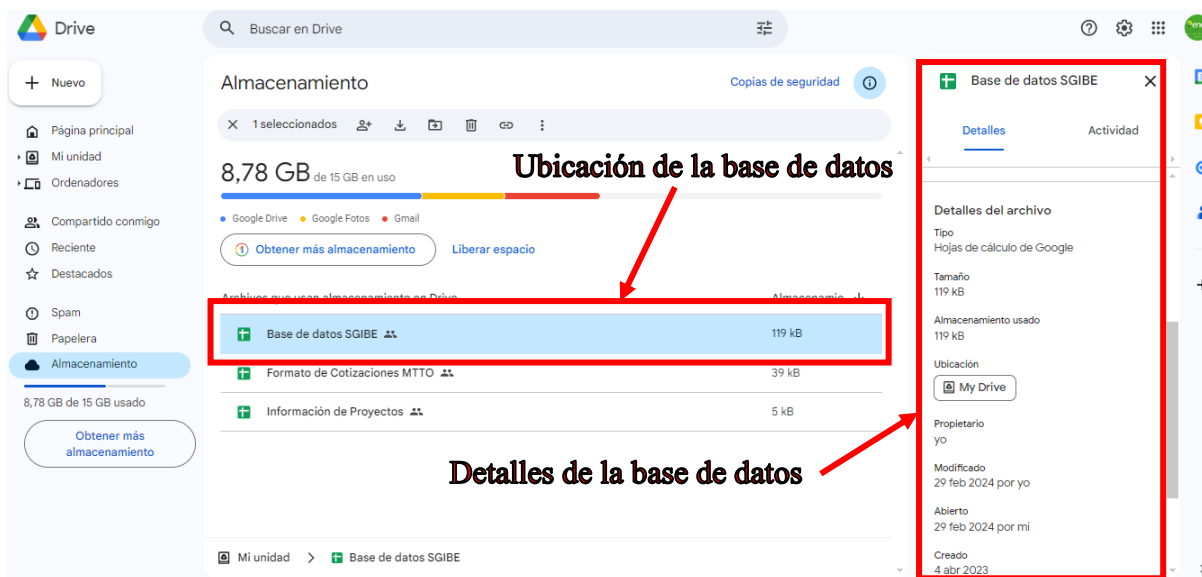 Drive
Buscar en Drive
Nuevo
Página principal
Mi unidad
Ordenadores
Compartido conmigo
Reciente
Destacados
Spam
Papelera
Almacenamiento
8,78 GB de 15 GB usado
Obtener más
almacenamiento
Almacenamiento
Copias de seguridad
1 seleccionados
8,78 GB de 15 GB en uso
Ubicación de la base de datos
Google Drive Google Fotos Gmail
Obtener más almacenamiento
Liberar espacio
Archivos que usan almacenamiento en Drive
Almacenamie
Base de datos SGIBE 119 kB
Formato de Cotizaciones MTTO 39 kB
Información de Proyectos 5 kB
Detalles de la base de datos
Mi unidad > Base de datos SGIBE
Base de datos SGIBE
Detalles Actividad
Detalles del archivo
Tipo
Hojas de cálculo de Google
Tamaño
119 kB
Almacenamiento usado
119 kB
Ubicación
My Drive
Propietario
yo
Modificado
29 feb 2024 por yo
Abierto
29 feb 2024 por mí
Creado
4 abr 2023